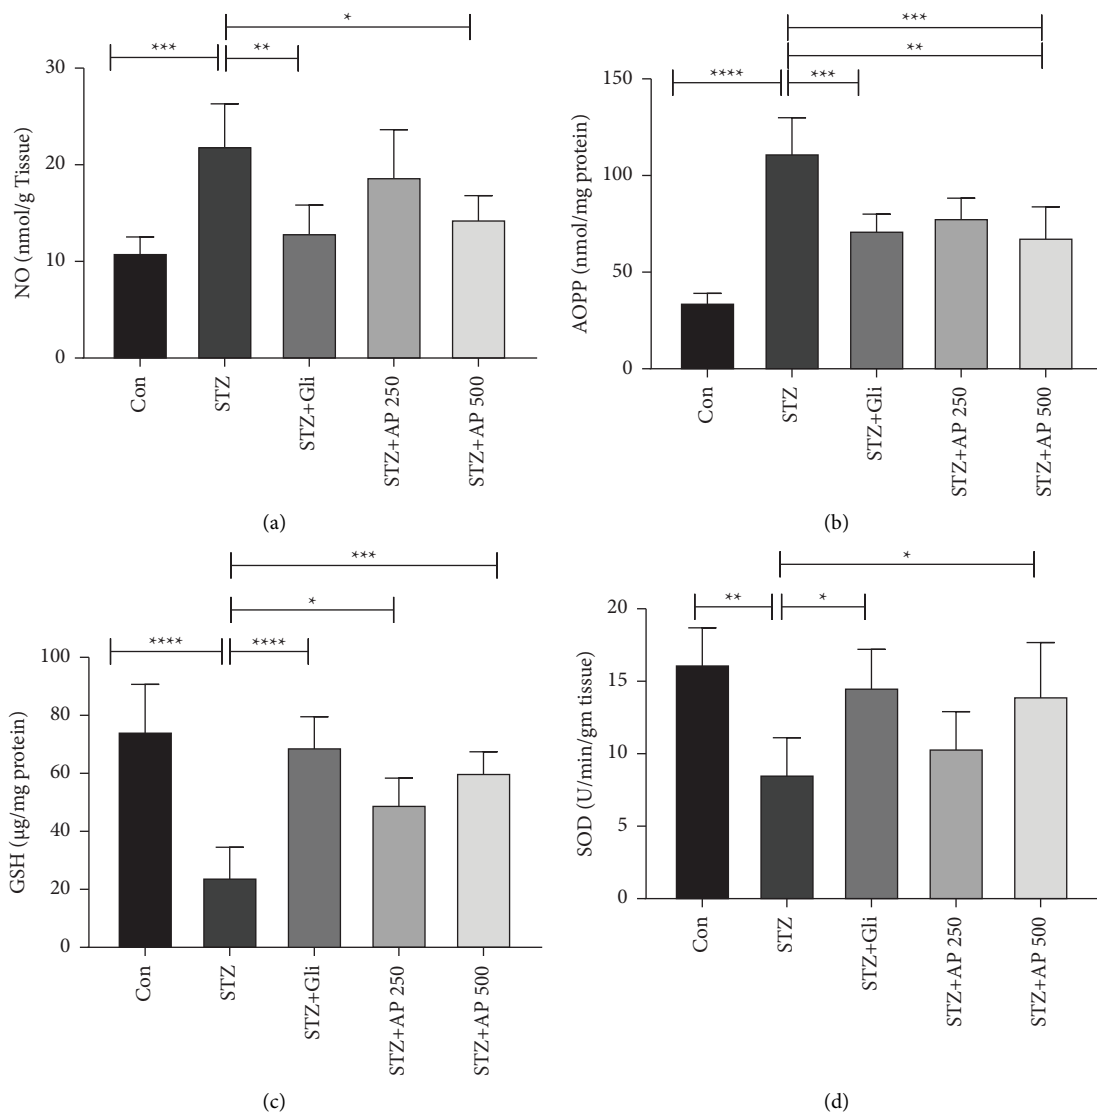 *
***
**
NO (nmol/g Tissue)
30
20
10
0
Con
STZ
STZ+Gli
STZ+AP 250
STZ+AP 500
(a)
***
**
****
***
AOPP (nmol/mg protein)
150
100
50
0
Con
STZ
STZ+Gli
STZ+AP 250
STZ+AP 500
(b)
***
*
****
****
GSH (µg/mg protein)
100
80
60
40
20
0
Con
STZ
STZ+Gli
STZ+AP 250
STZ+AP 500
(c)
*
**
*
SOD (U/min/gm tissue)
20
15
10
5
0
Con
STZ
STZ+Gli
STZ+AP 250
STZ+AP 500
(d)